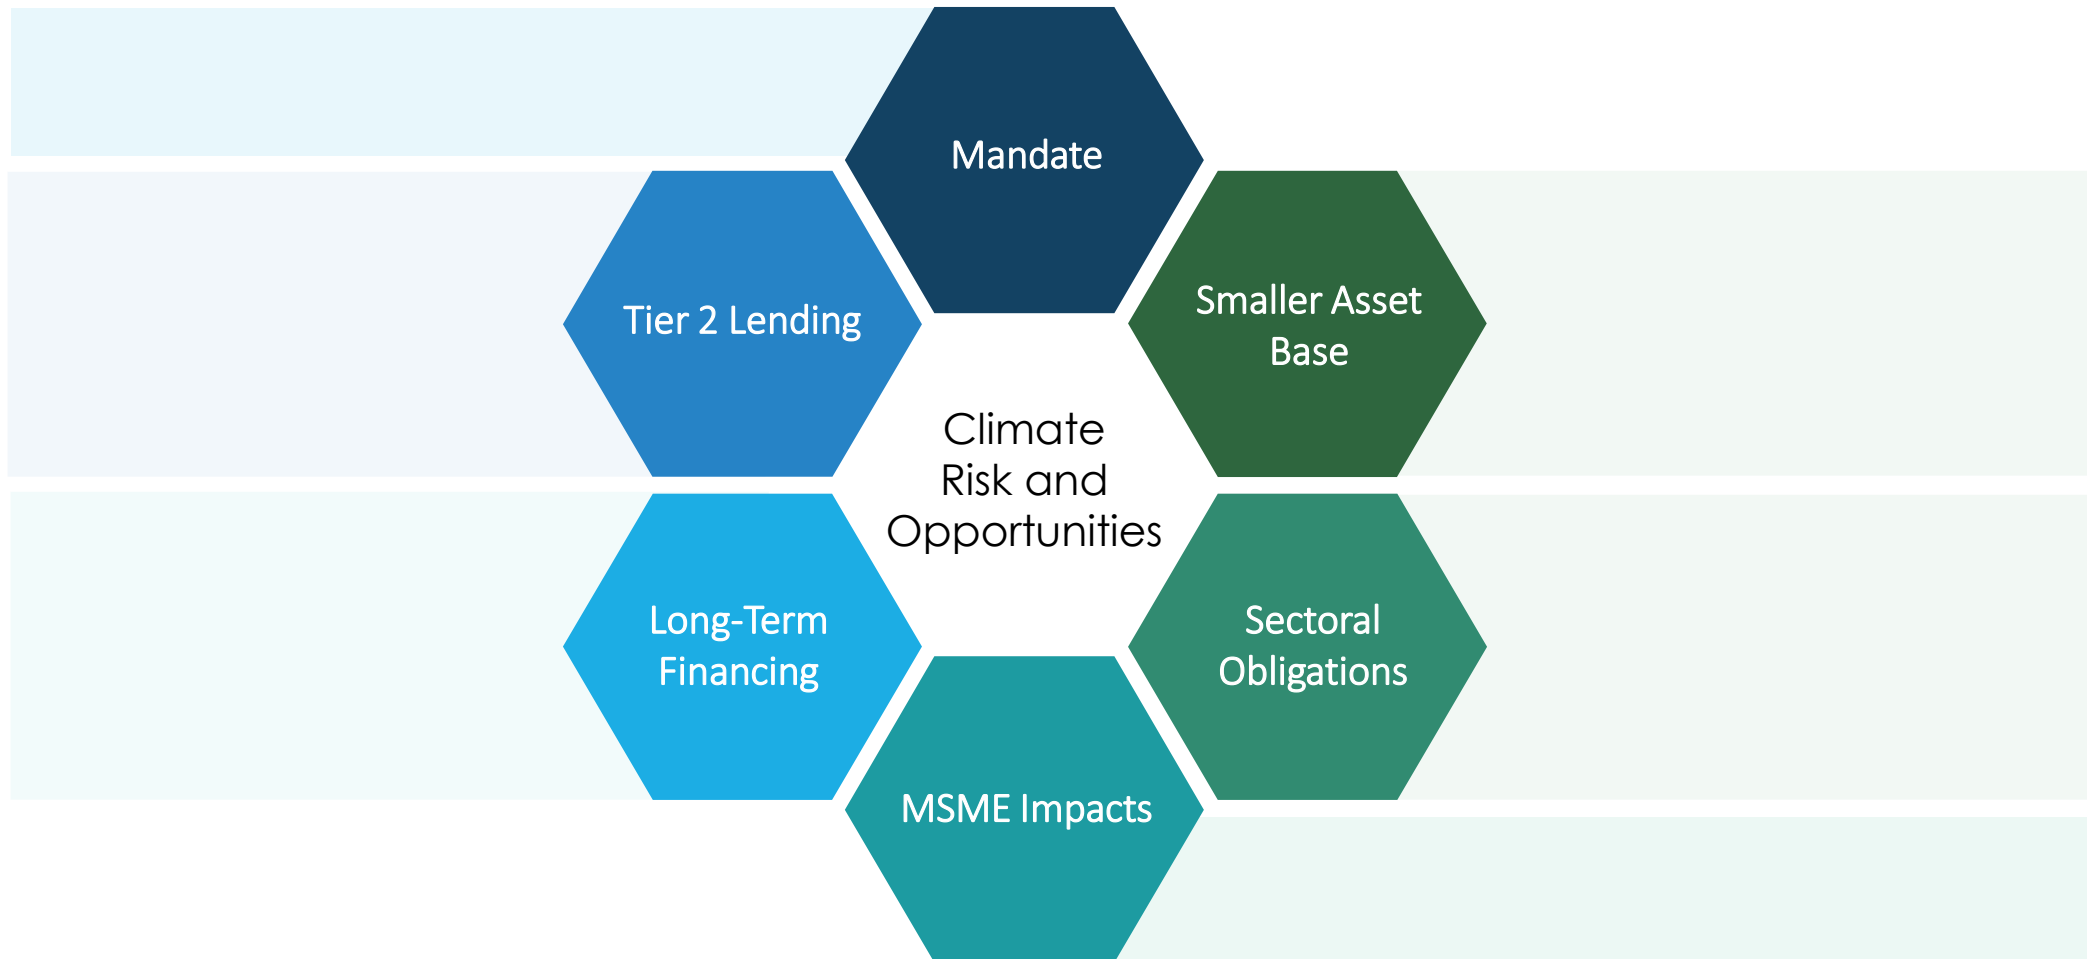 Mandate
Tier 2 Lending
Smaller Asset
Base
Climate
Risk and
Opportunities
Long-Term
Financing
Sectoral
Obligations
MSME Impacts